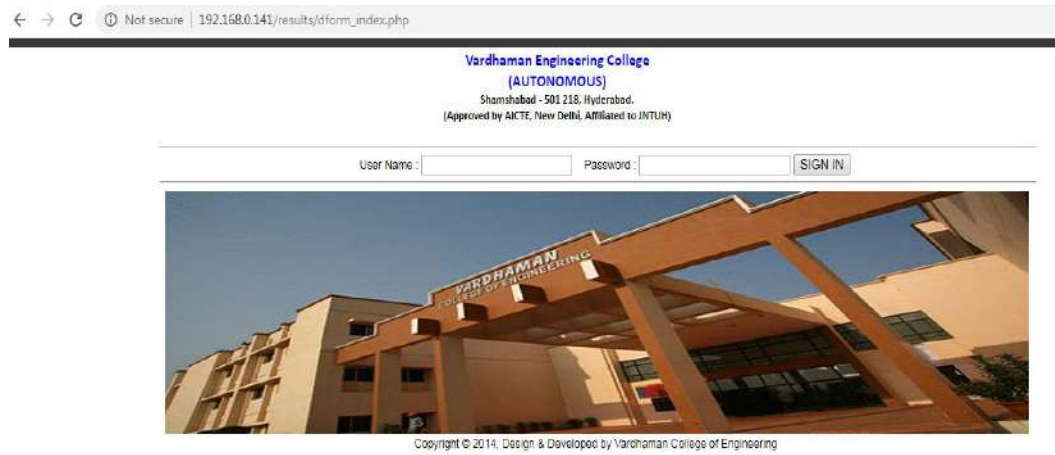 Not secure | 192.168.0.141/results/dform_index.php
Vardhaman Engineering College
(AUTONOMOUS)
Shamshabad - 501 218, Hyderabad.
(Approved by AICTE, New Delhi, Affiliated to JNTUH)
User Name : Password : SIGN IN
VARDHAMAN
COLLEGE OF ENGINEERING
Copyright © 2014, Design & Developed by Vardhaman College of Engineering